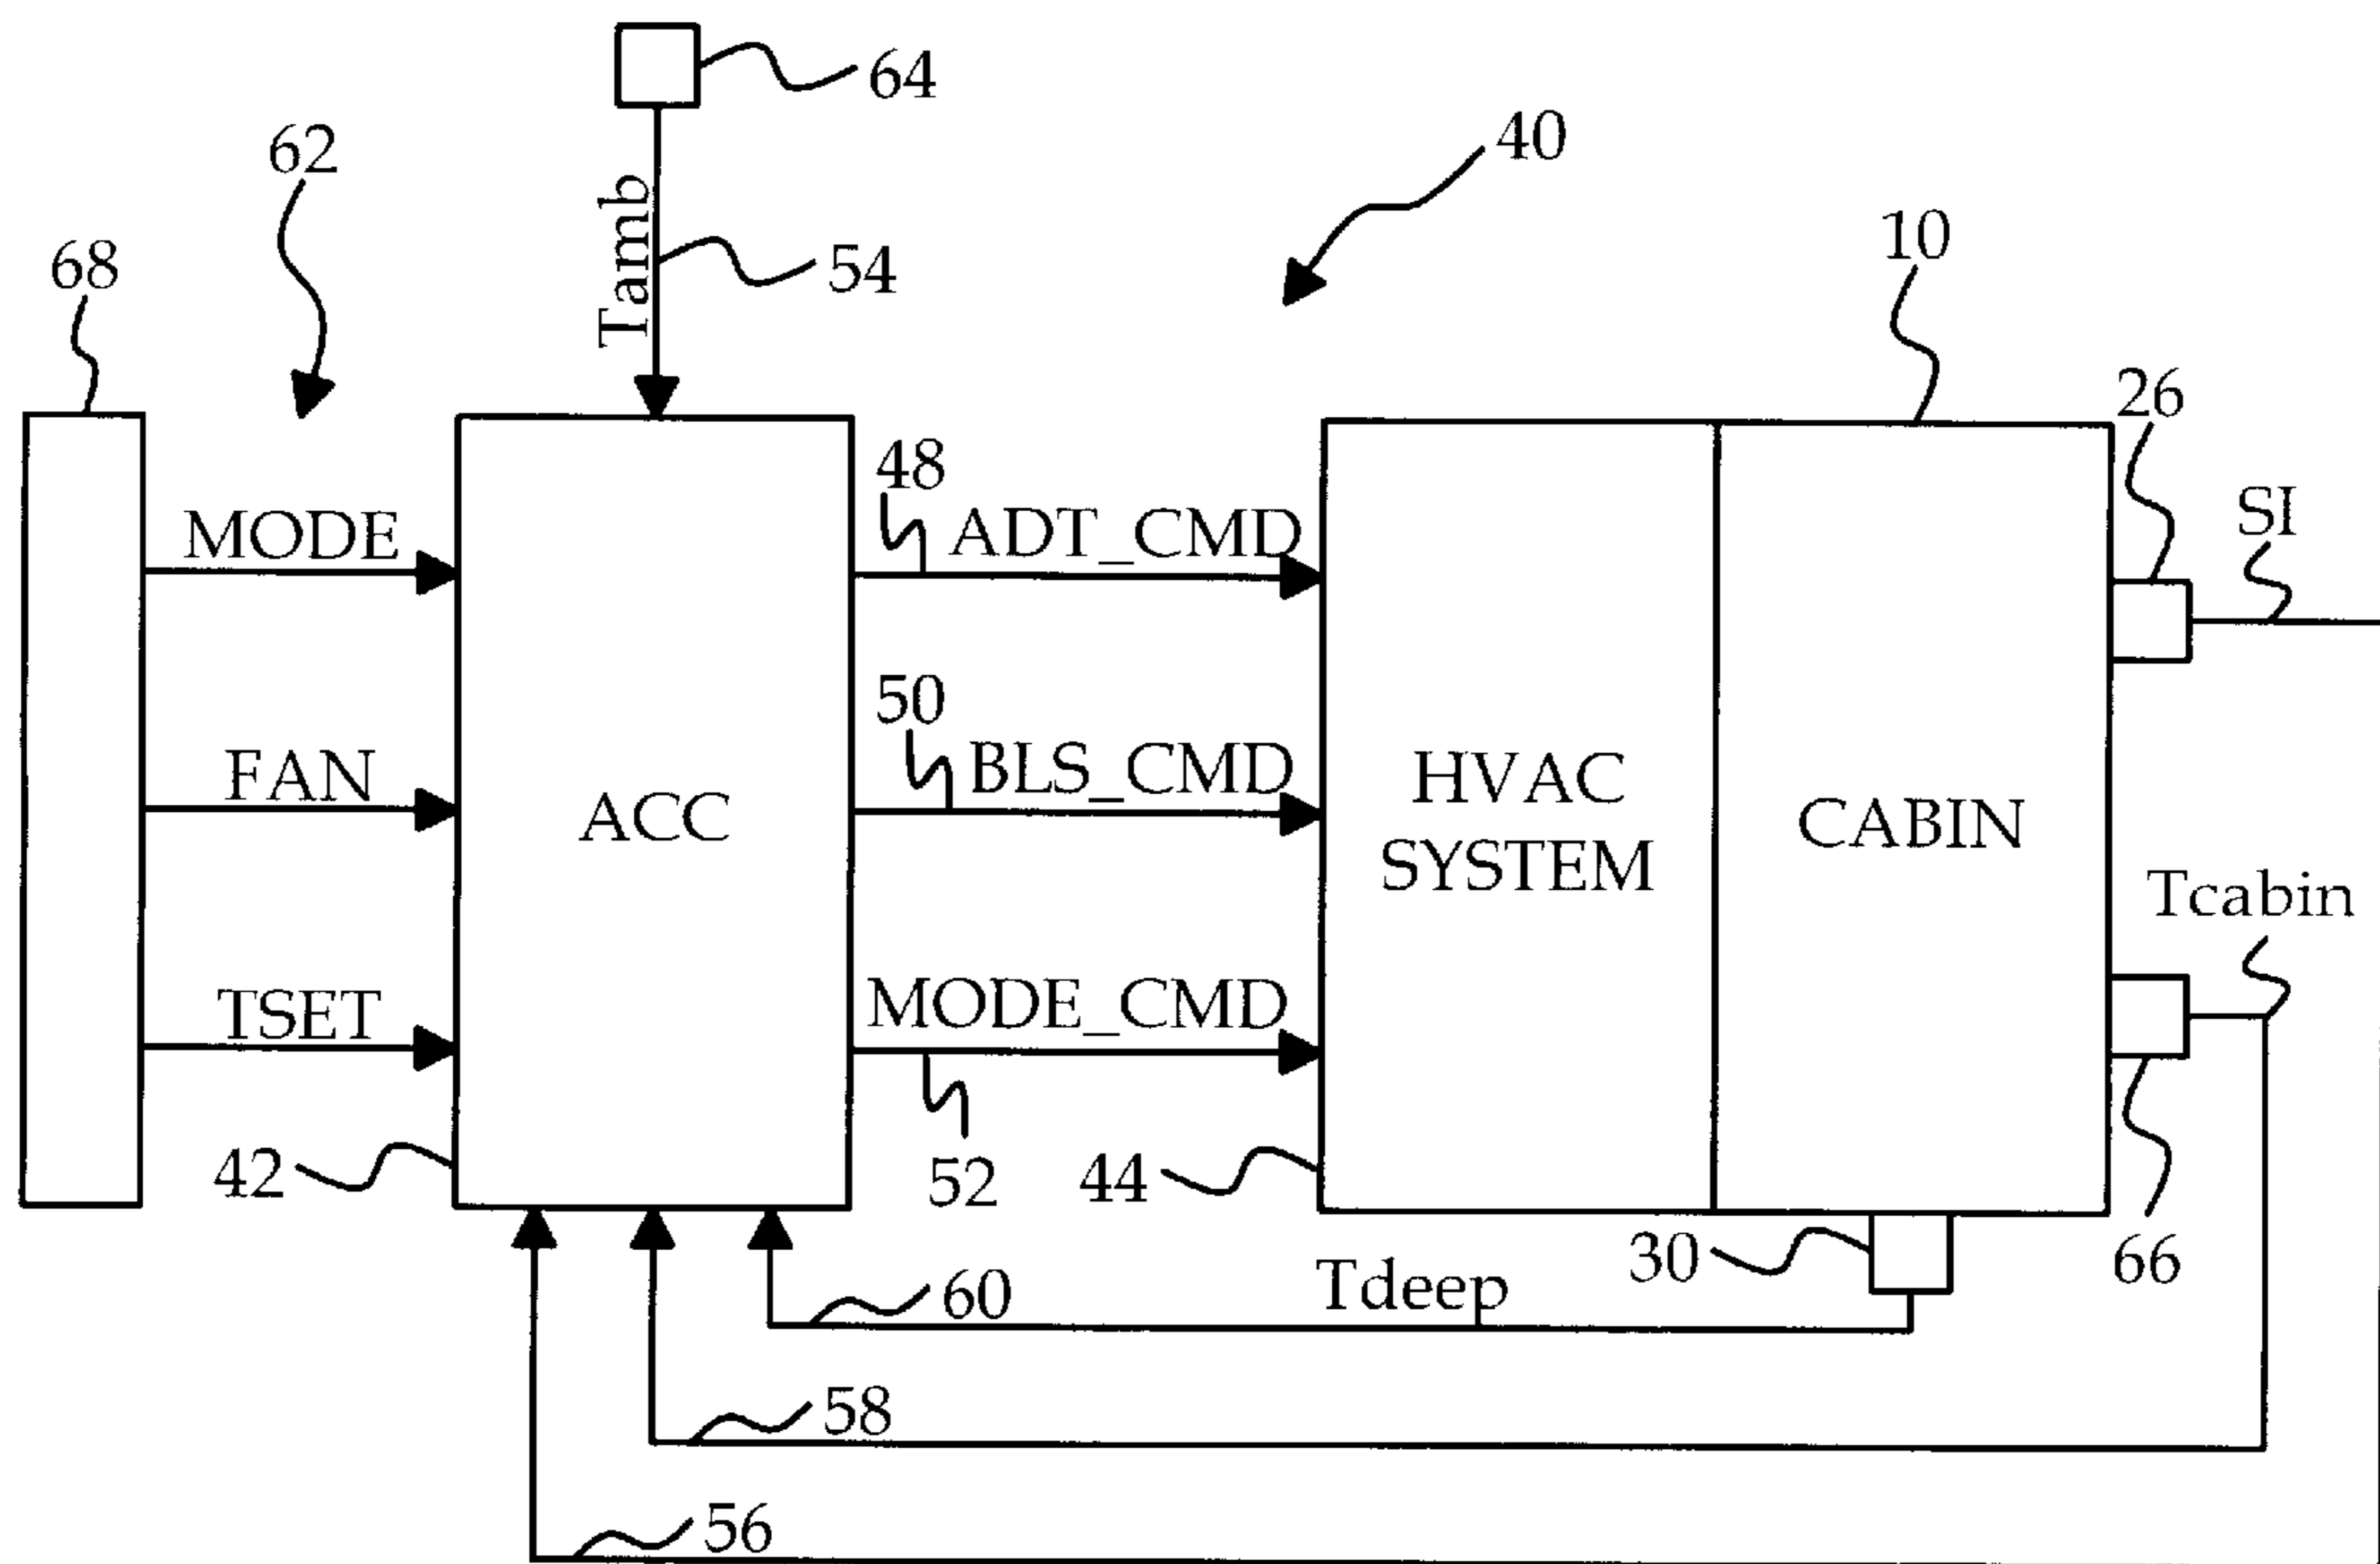 64
62
40
Tamb
54
68
10
26
MODE
48
ADT_CMD
SI
FAN
50
BLS_CMD
ACC
HVAC
SYSTEM
CABIN
Tcabin
TSET
MODE_CMD
42
52
44
30
66
Tdeep
60
58
56